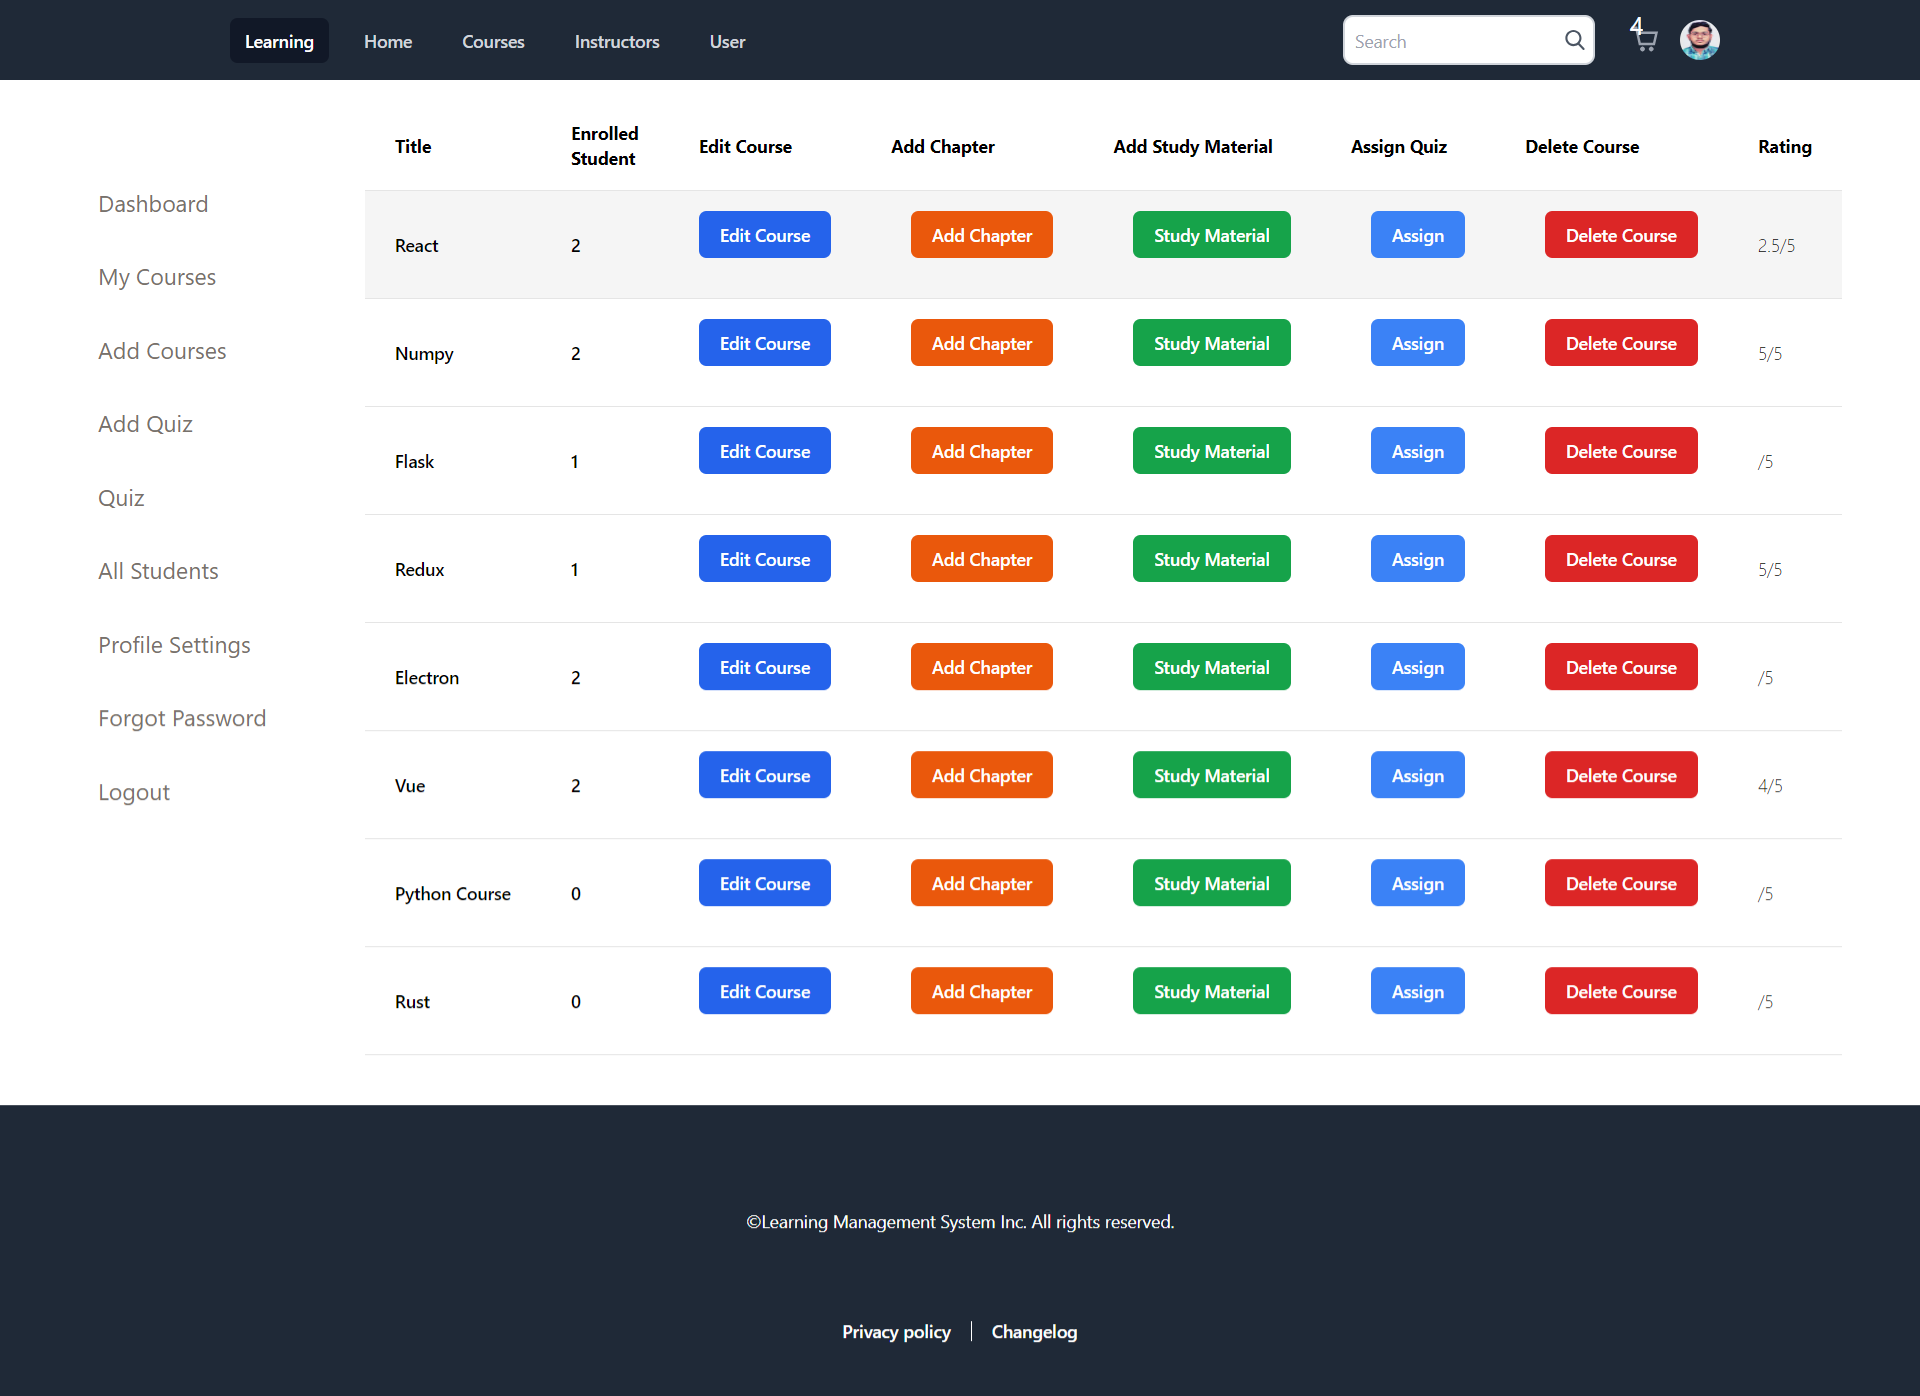 Learning Home Courses Instructors User Search 4
Title Enrolled Student Edit Course Add Chapter Add Study Material Assign Quiz Delete Course Rating
Dashboard
My Courses
Add Courses
Add Quiz
Quiz
All Students
Profile Settings
Forgot Password
Logout
React 2 Edit Course Add Chapter Study Material Assign Delete Course 2.5/5
Numpy 2 Edit Course Add Chapter Study Material Assign Delete Course 5/5
Flask 1 Edit Course Add Chapter Study Material Assign Delete Course /5
Redux 1 Edit Course Add Chapter Study Material Assign Delete Course 5/5
Electron 2 Edit Course Add Chapter Study Material Assign Delete Course /5
Vue 2 Edit Course Add Chapter Study Material Assign Delete Course 4/5
Python Course 0 Edit Course Add Chapter Study Material Assign Delete Course /5
Rust 0 Edit Course Add Chapter Study Material Assign Delete Course /5
©Learning Management System Inc. All rights reserved.
Privacy policy Changelog